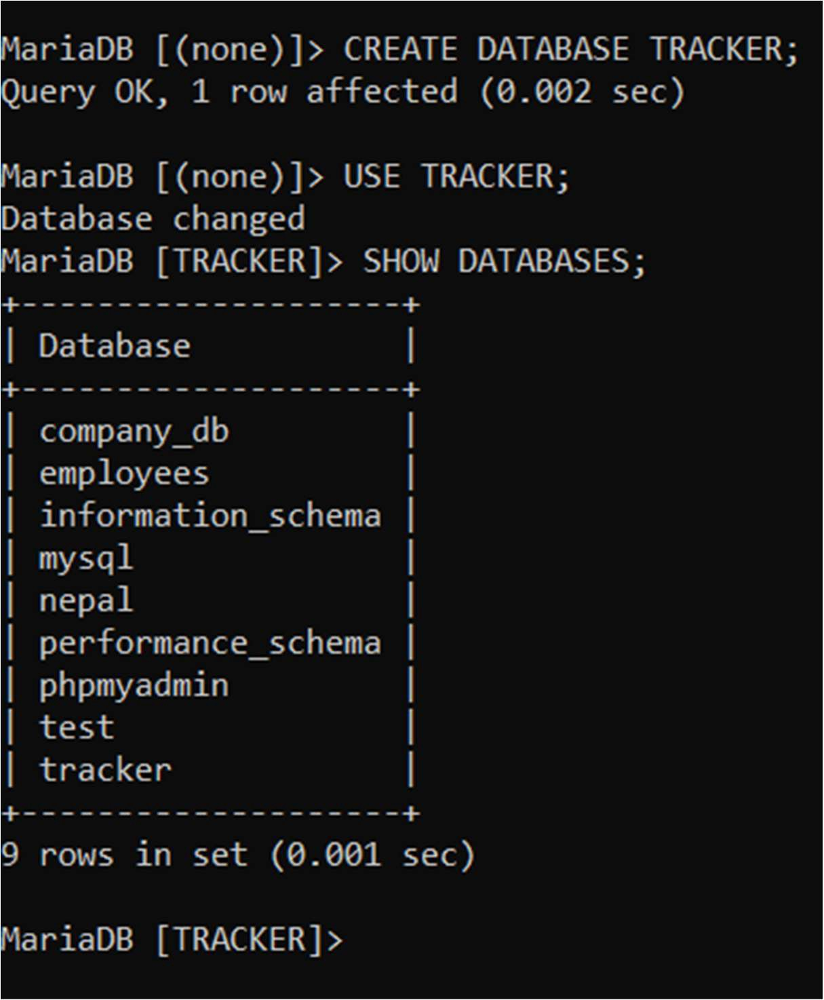 MariaDB [(none)]> CREATE DATABASE TRACKER;
Query OK, 1 row affected (0.002 sec)

MariaDB [(none)]> USE TRACKER;
Database changed
MariaDB [TRACKER]> SHOW DATABASES;
+--------------------+
| Database           |
+--------------------+
| company_db         |
| employees          |
| information_schema |
| mysql              |
| nepal              |
| performance_schema |
| phpmyadmin         |
| test               |
| tracker            |
+--------------------+
9 rows in set (0.001 sec)

MariaDB [TRACKER]>